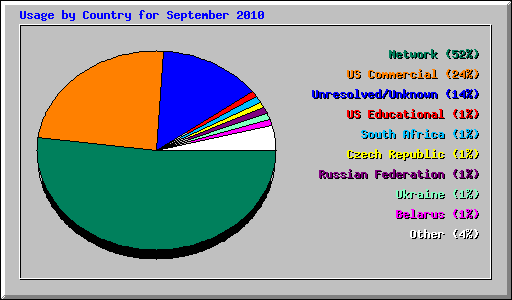 Usage by Country for September 2010
Network (52%)
US Commercial (24%)
Unresolved/Unknown (14%)
US Educational (1%)
South Africa (1%)
Czech Republic (1%)
Russian Federation (1%)
Ukraine (1%)
Belarus (1%)
Other (4%)